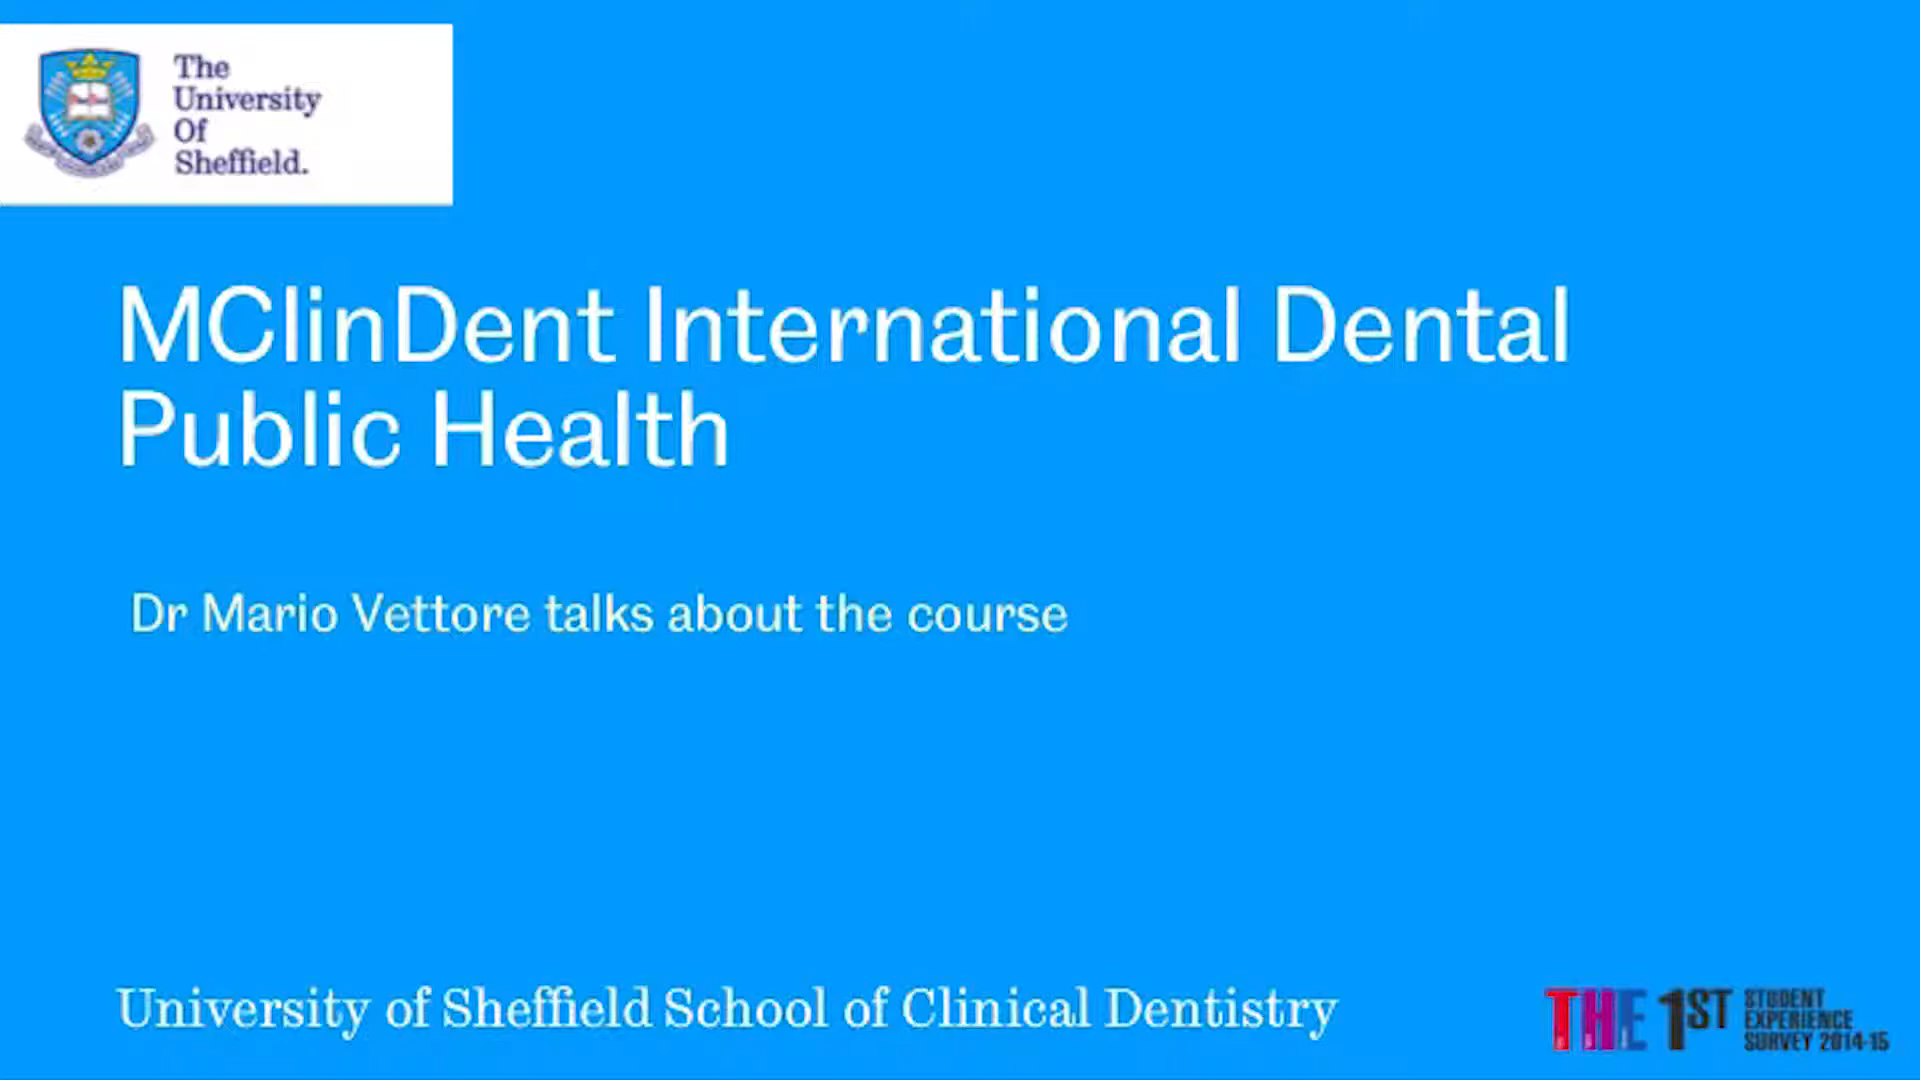 The
University
Of
Sheffield.
MClinDent International Dental
Public Health
Dr Mario Vettore talks about the course
University of Sheffield School of Clinical Dentistry
THE 1ST
STUDENT
EXPERIENCE
SURVEY 2014-15